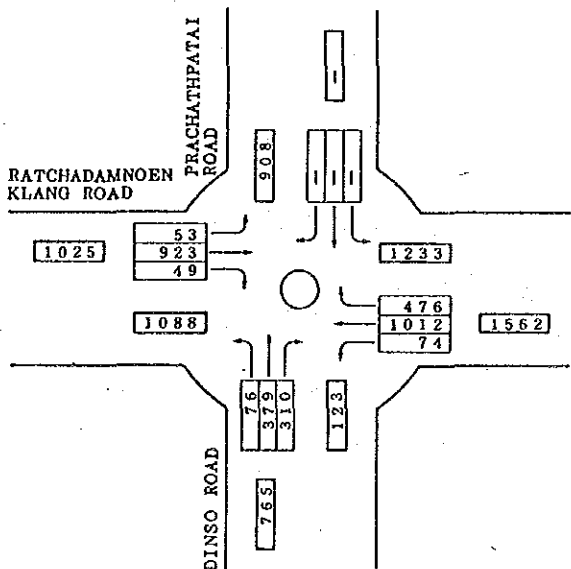 PRACHATHPATAI
ROAD
RATCHADAMNOEN
KLANG ROAD
–
908
– – –
53
923
49
1025
1233
1088
476
1012
74
1562
76
379
310
123
765
DINSO ROAD